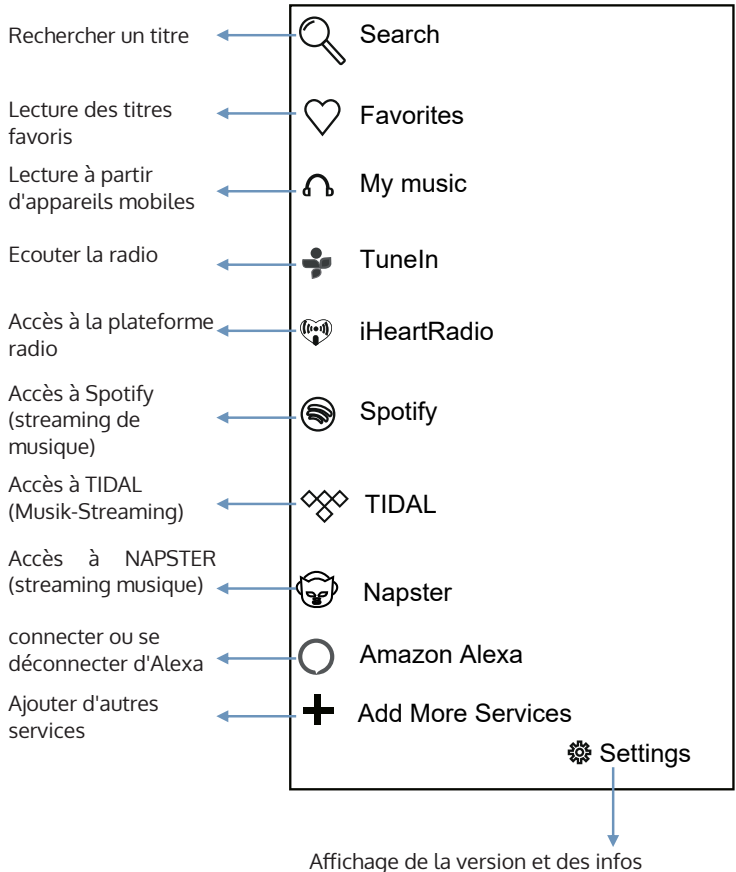 Rechercher un titre
Search
Lecture des titres
favoris
Favorites
Lecture à partir
d'appareils mobiles
My music
Ecouter la radio
TuneIn
Accès à la plateforme
radio
iHeartRadio
Accès à Spotify
(streaming de
musique)
Spotify
Accès à TIDAL
(Musik-Streaming)
TIDAL
Accès à NAPSTER
(streaming musique)
Napster
connecter ou se
déconnecter d'Alexa
Amazon Alexa
Ajouter d'autres
services
Add More Services
Settings
Affichage de la version et des infos